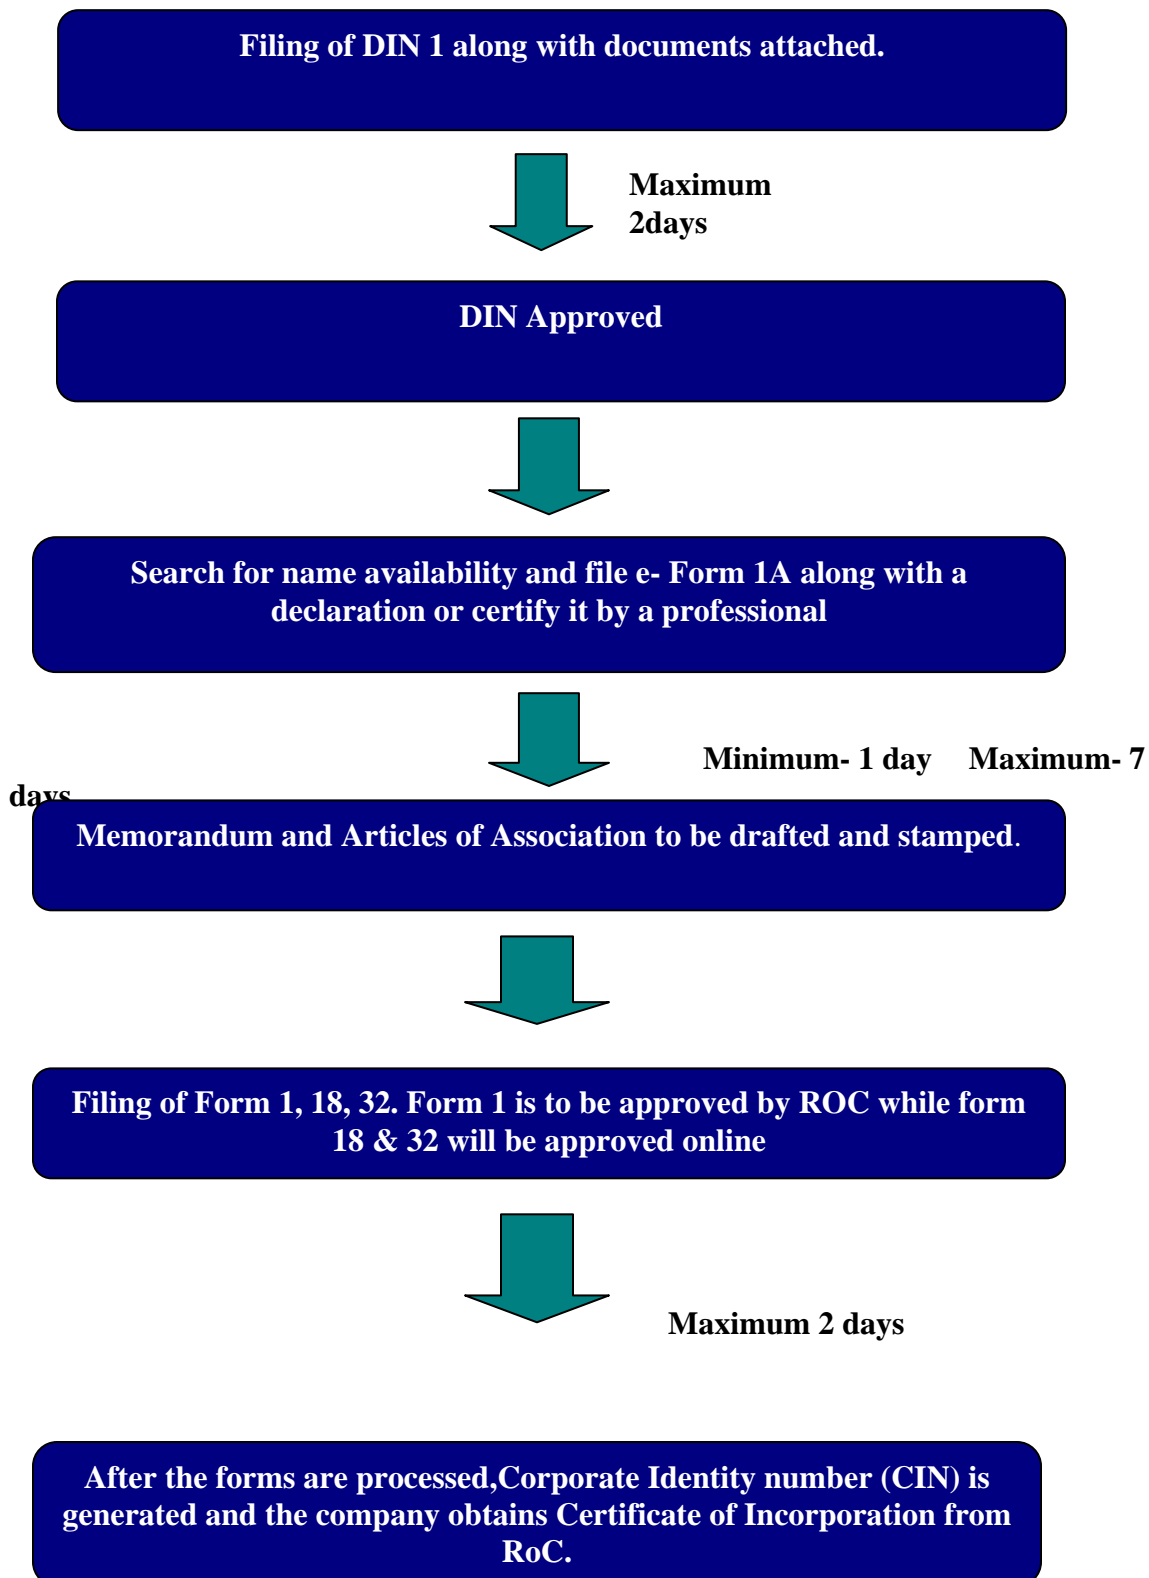 Filing of DIN 1 along with documents attached.
Maximum
2days
DIN Approved
Search for name availability and file e- Form 1A along with a
declaration or certify it by a professional
Minimum- 1 day Maximum- 7
days
Memorandum and Articles of Association to be drafted and stamped.
Filing of Form 1, 18, 32. Form 1 is to be approved by ROC while form
18 & 32 will be approved online
Maximum 2 days
After the forms are processed,Corporate Identity number (CIN) is
generated and the company obtains Certificate of Incorporation from
RoC.